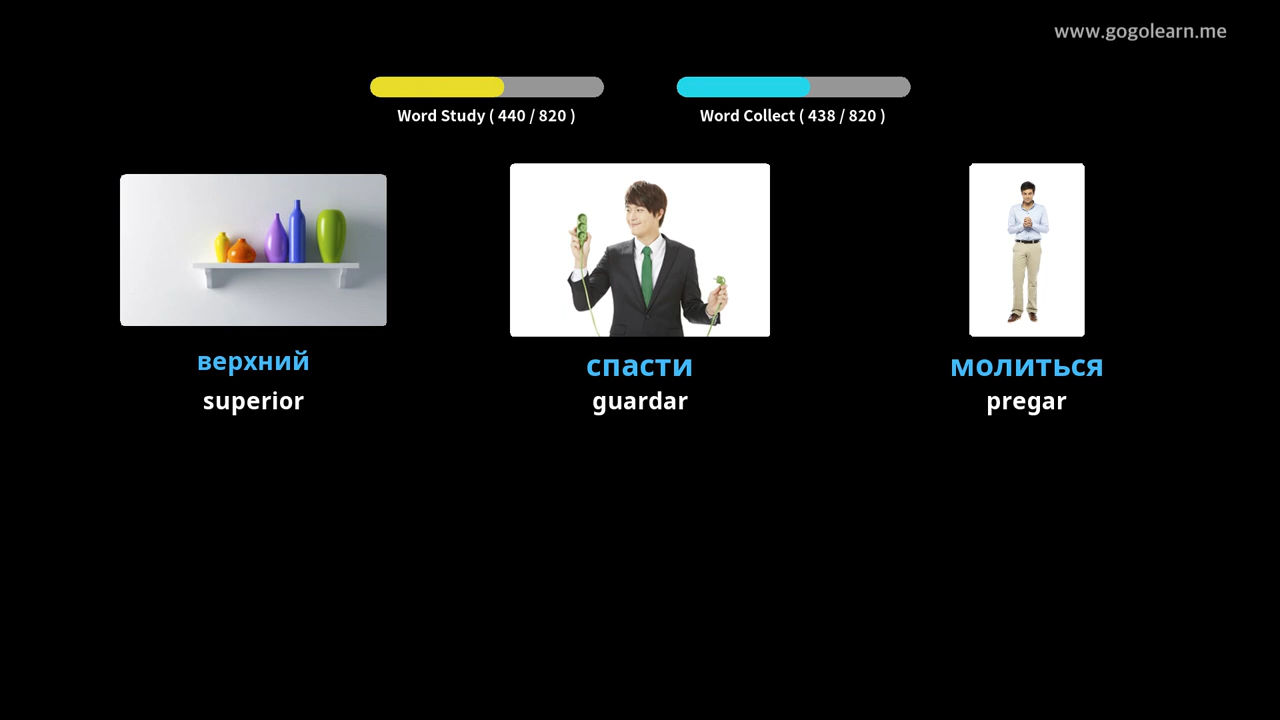 www.gogolearn.me
Word Study ( 440 / 820 )
Word Collect ( 438 / 820 )
верхний
superior
спасти
guardar
молиться
pregar